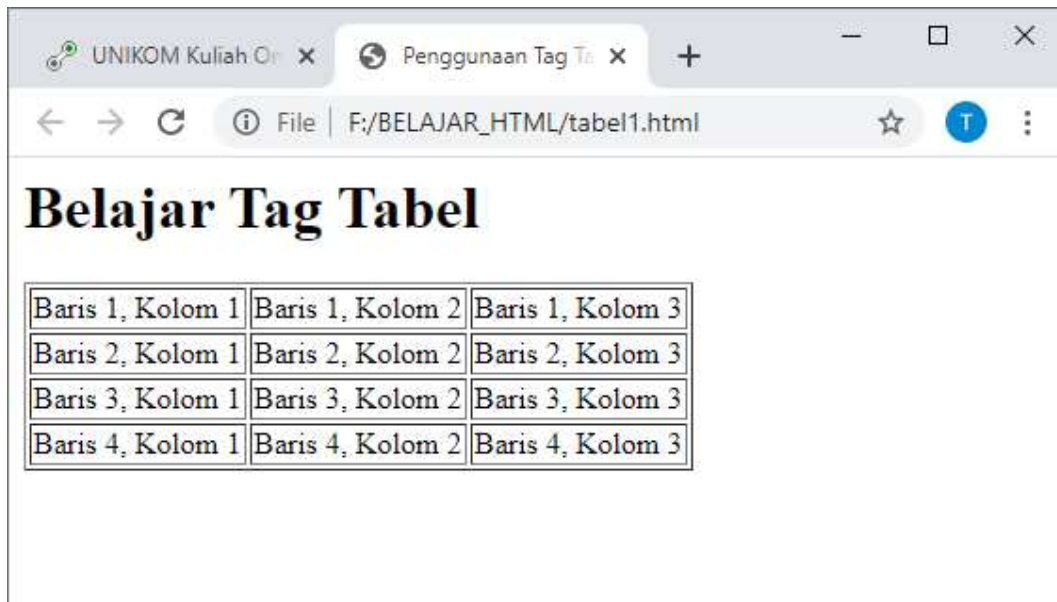 UNIKOM Kuliah On Penggunaan Tag Ta
File F:/BELAJAR_HTML/tabel1.html T
Belajar Tag Tabel
Baris 1, Kolom 1 Baris 1, Kolom 2 Baris 1, Kolom 3
Baris 2, Kolom 1 Baris 2, Kolom 2 Baris 2, Kolom 3
Baris 3, Kolom 1 Baris 3, Kolom 2 Baris 3, Kolom 3
Baris 4, Kolom 1 Baris 4, Kolom 2 Baris 4, Kolom 3